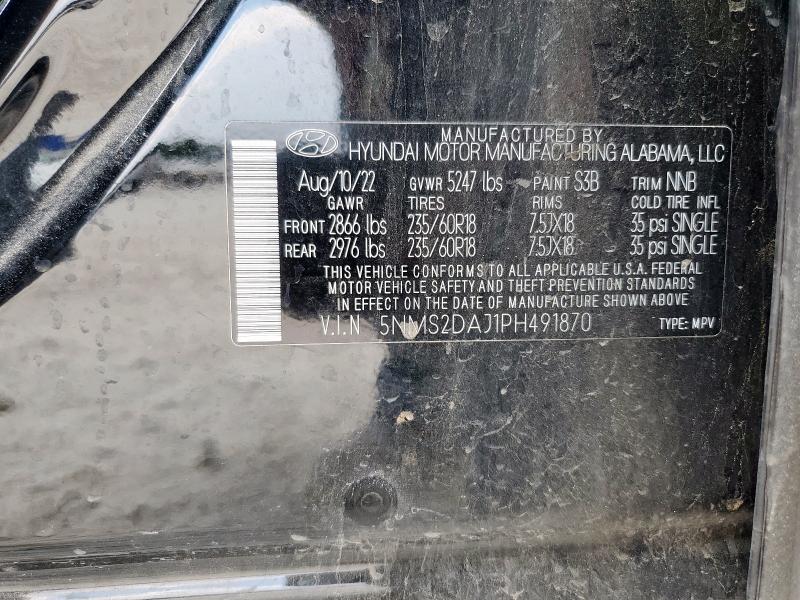 MANUFACTURED BY
HYUNDAI MOTOR MANUFACTURING ALABAMA, LLC
Aug/10/22 GVWR 5247 lbs PAINT S3B TRIM NNB
GAWR TIRES RIMS COLD TIRE INFL
FRONT 2866 lbs 235/60R18 7.5JX18 35 psi SINGLE
REAR 2976 lbs 235/60R18 7.5JX18 35 psi SINGLE
THIS VEHICLE CONFORMS TO ALL APPLICABLE U.S.A. FEDERAL
MOTOR VEHICLE SAFETY AND THEFT PREVENTION STANDARDS
IN EFFECT ON THE DATE OF MANUFACTURE SHOWN ABOVE
V.I.N 5NMS2DAJ1PH491870 TYPE: MPV